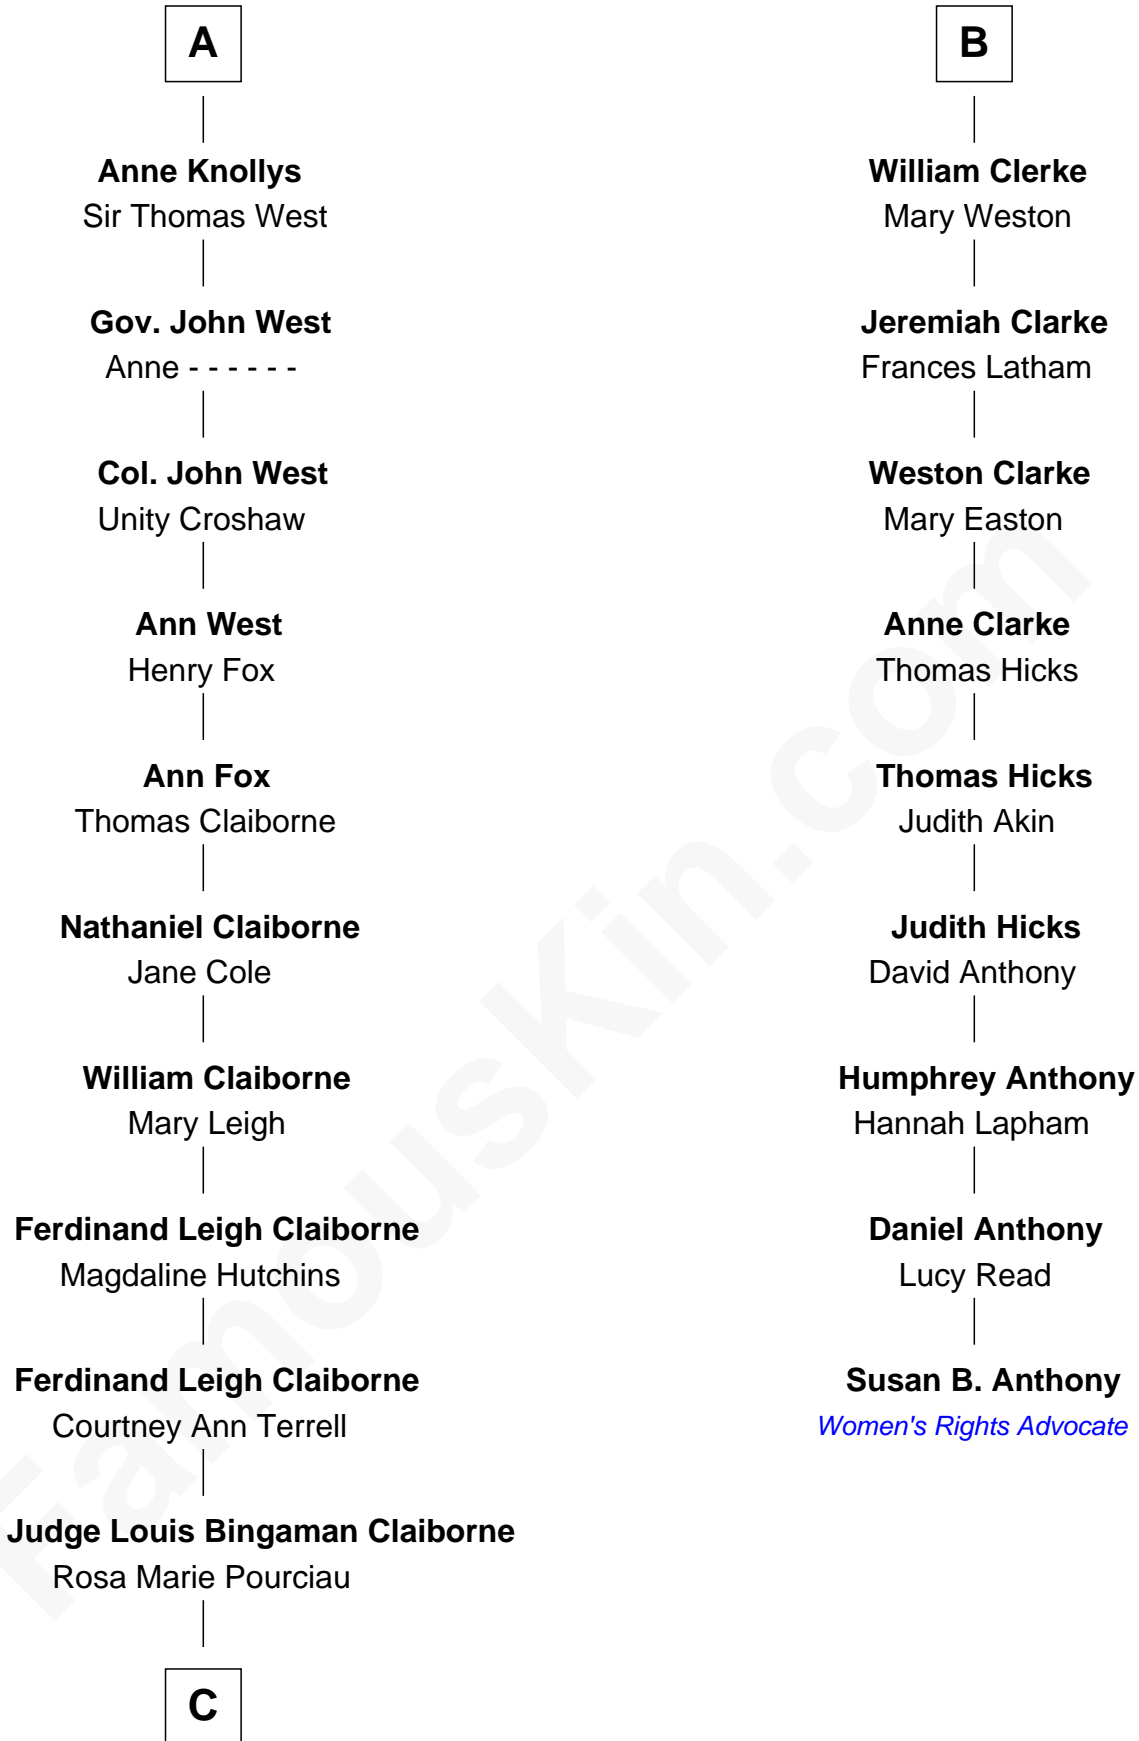 A
Anne Knollys
Sir Thomas West
Gov. John West
Anne - - - - - -
Col. John West
Unity Croshaw
Ann West
Henry Fox
Ann Fox
Thomas Claiborne
Nathaniel Claiborne
Jane Cole
William Claiborne
Mary Leigh
Ferdinand Leigh Claiborne
Magdaline Hutchins
Ferdinand Leigh Claiborne
Courtney Ann Terrell
Judge Louis Bingaman Claiborne
Rosa Marie Pourciau
C
B
William Clerke
Mary Weston
Jeremiah Clarke
Frances Latham
Weston Clarke
Mary Easton
Anne Clarke
Thomas Hicks
Thomas Hicks
Judith Akin
Judith Hicks
David Anthony
Humphrey Anthony
Hannah Lapham
Daniel Anthony
Lucy Read
Susan B. Anthony
Women's Rights Advocate
FamousKin.com